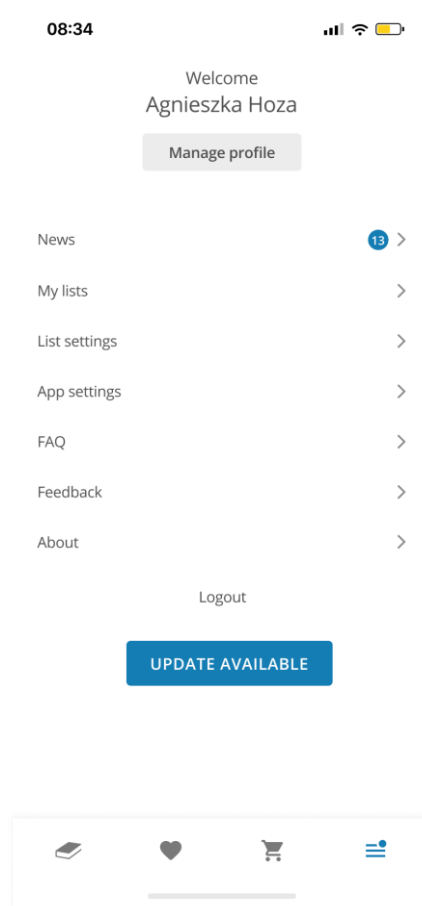 08:34
Welcome
Agnieszka Hoza
Manage profile
News
13
My lists
List settings
App settings
FAQ
Feedback
About
Logout
UPDATE AVAILABLE